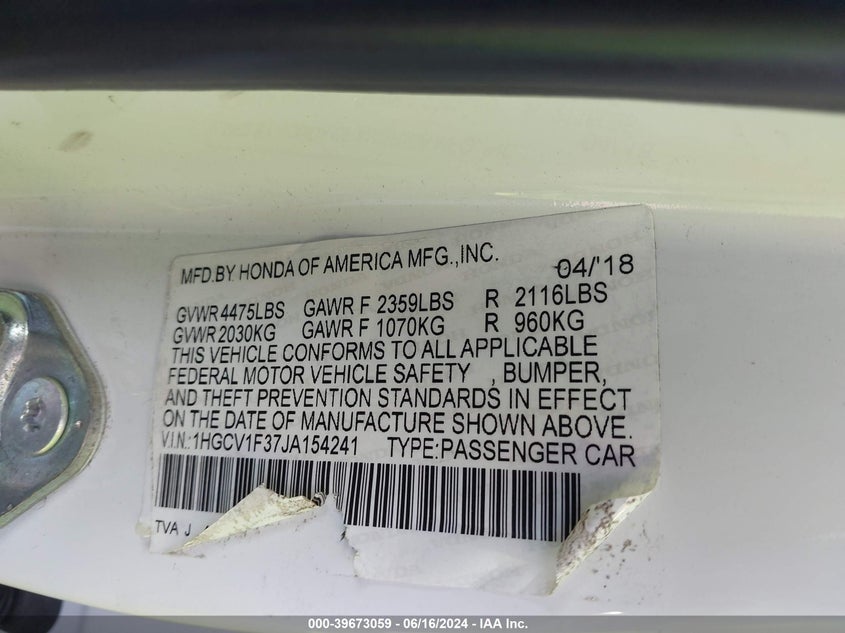 MFD.BY HONDA OF AMERICA MFG.,INC. 04/'18
GVWR 4475LBS GAWR F 2359LBS R 2116LBS
GVWR 2030KG GAWR F 1070KG R 960KG
THIS VEHICLE CONFORMS TO ALL APPLICABLE
FEDERAL MOTOR VEHICLE SAFETY , BUMPER,
AND THEFT PREVENTION STANDARDS IN EFFECT
ON THE DATE OF MANUFACTURE SHOWN ABOVE.
V.I.N.:1HGCV1F37JA154241 TYPE:PASSENGER CAR
TVA J
000-39673059 - 06/16/2024 - IAA Inc.